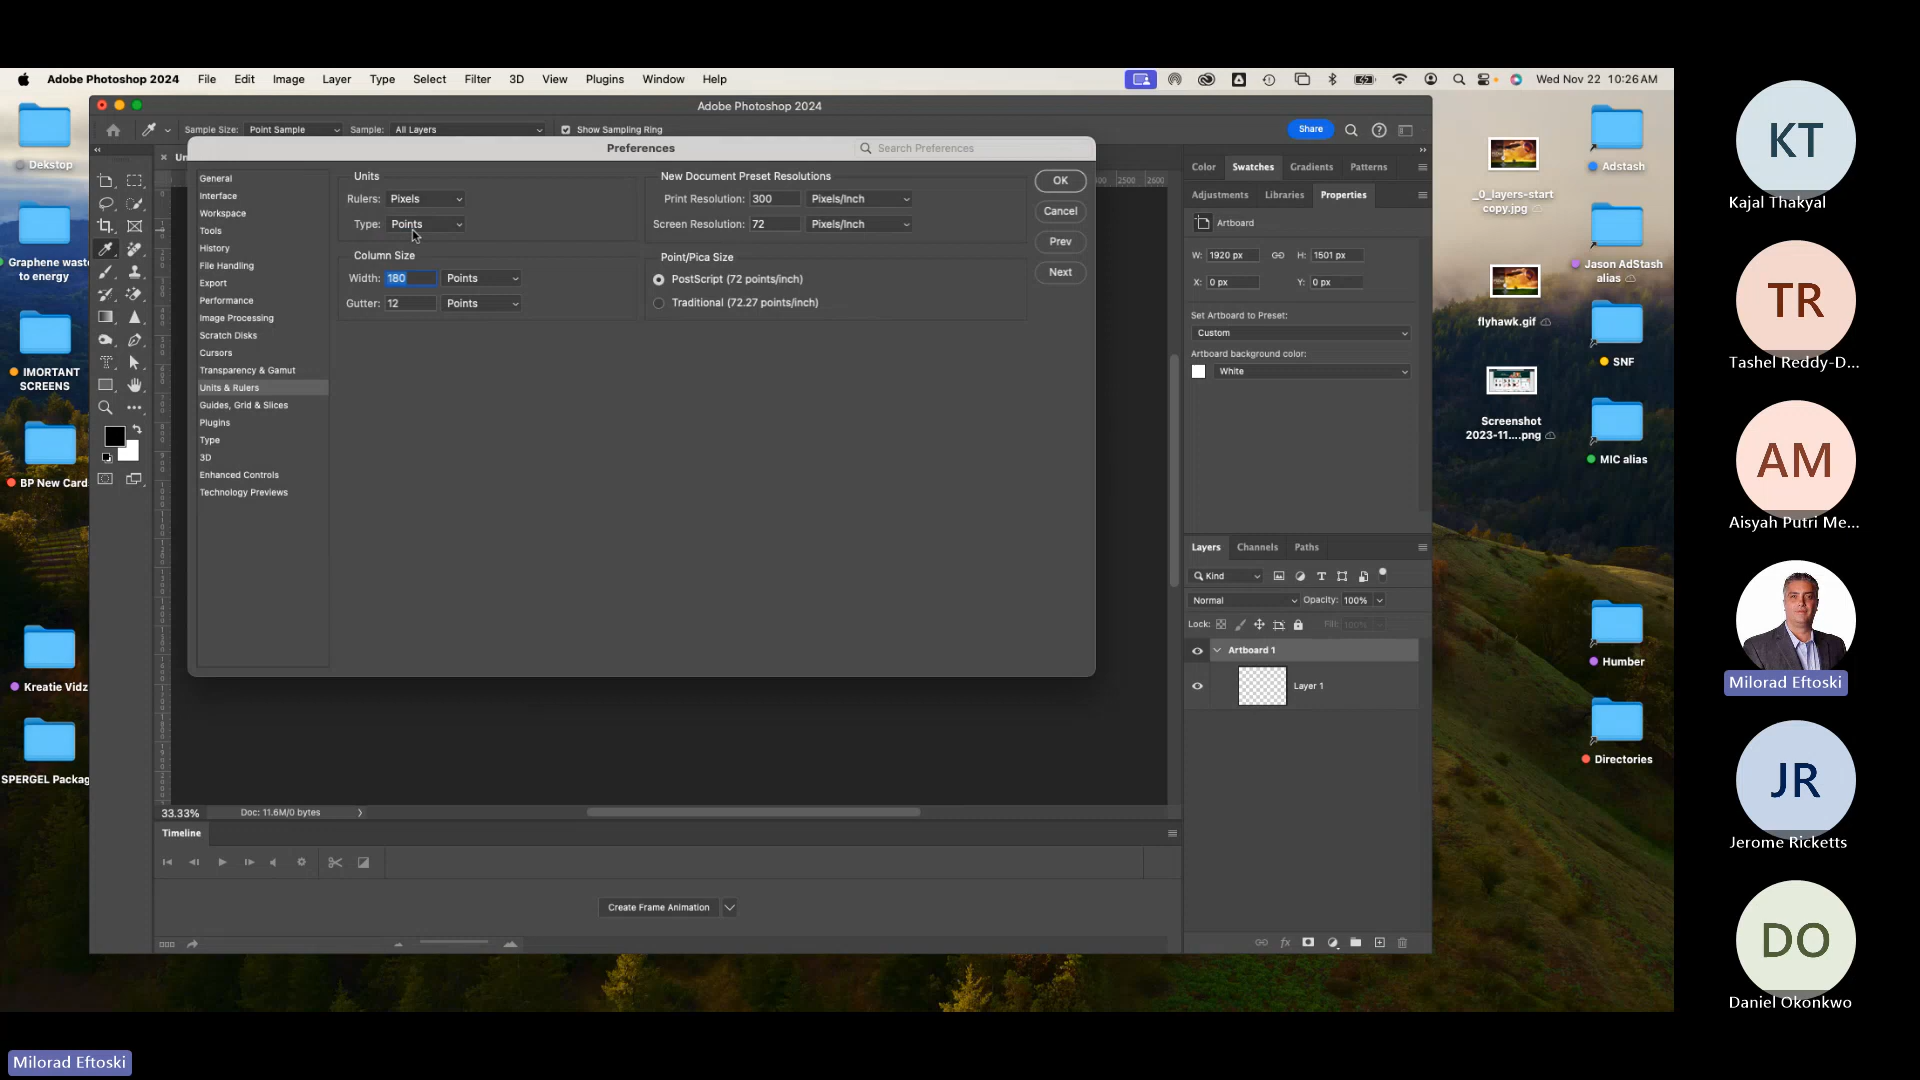 Adobe Photoshop 2024 File Edit Image Layer Type Select Filter 3D View Plugins Window Help
Wed Nov 22 10:26 AM
Adobe Photoshop 2024
Sample Size: Point Sample Sample: All Layers Show Sampling Ring
Share
Preferences
Search Preferences
General
Interface
Workspace
Tools
History
File Handling
Export
Performance
Image Processing
Scratch Disks
Cursors
Transparency & Gamut
Units & Rulers
Guides, Grid & Slices
Plugins
Type
3D
Enhanced Controls
Technology Previews
Units
Rulers: Pixels
Type: Points
Column Size
Width: 180 Points
Gutter: 12 Points
New Document Preset Resolutions
Print Resolution: 300 Pixels/Inch
Screen Resolution: 72 Pixels/Inch
Point/Pica Size
PostScript (72 points/inch)
Traditional (72.27 points/inch)
OK
Cancel
Prev
Next
2500 2600
Color Swatches Gradients Patterns
Adjustments Libraries Properties
Artboard
W: 1920 px H: 1501 px
X: 0 px Y: 0 px
Set Artboard to Preset:
Custom
Artboard background color:
White
Layers Channels Paths
Kind
Normal Opacity: 100%
Lock: Fill: 100%
Artboard 1
Layer 1
33.33% Doc: 11.6M/0 bytes
Timeline
Create Frame Animation
Dekstop
Graphene waste
to energy
IMORTANT
SCREENS
BP New Card
Kreatie Vidz
SPERGEL Packag
_0_layers-start
copy.jpg
flyhawk.gif
Screenshot
2023-11....png
Adstash
Jason AdStash
alias
SNF
MIC alias
Humber
Directories
KT
Kajal Thakyal
TR
Tashel Reddy-D...
AM
Aisyah Putri Me...
Milorad Eftoski
JR
Jerome Ricketts
DO
Daniel Okonkwo
Milorad Eftoski